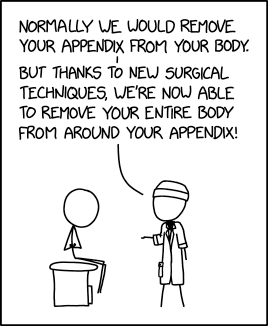 NORMALLY WE WOULD REMOVE
YOUR APPENDIX FROM YOUR BODY.
BUT THANKS TO NEW SURGICAL
TECHNIQUES, WE'RE NOW ABLE
TO REMOVE YOUR ENTIRE BODY
FROM AROUND YOUR APPENDIX!